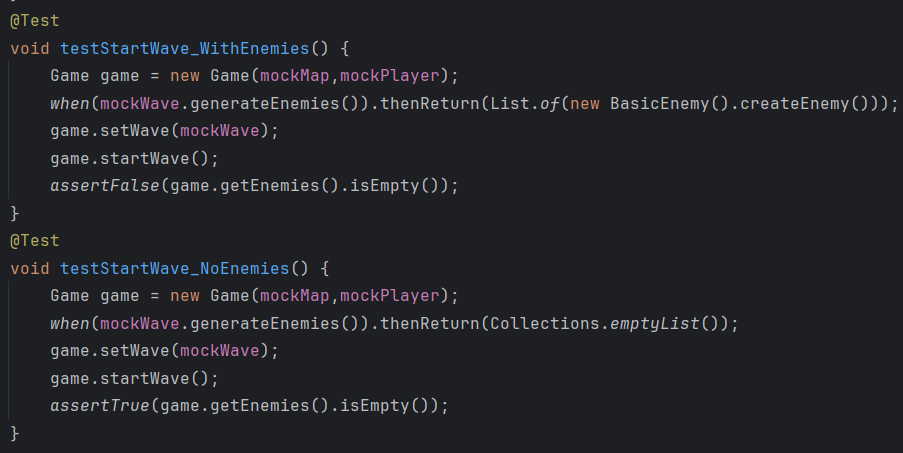 @Test
void testStartWave_WithEnemies() {
    Game game = new Game(mockMap,mockPlayer);
    when(mockWave.generateEnemies()).thenReturn(List.of(new BasicEnemy().createEnemy()));
    game.setWave(mockWave);
    game.startWave();
    assertFalse(game.getEnemies().isEmpty());
}
@Test
void testStartWave_NoEnemies() {
    Game game = new Game(mockMap,mockPlayer);
    when(mockWave.generateEnemies()).thenReturn(Collections.emptyList());
    game.setWave(mockWave);
    game.startWave();
    assertTrue(game.getEnemies().isEmpty());
}